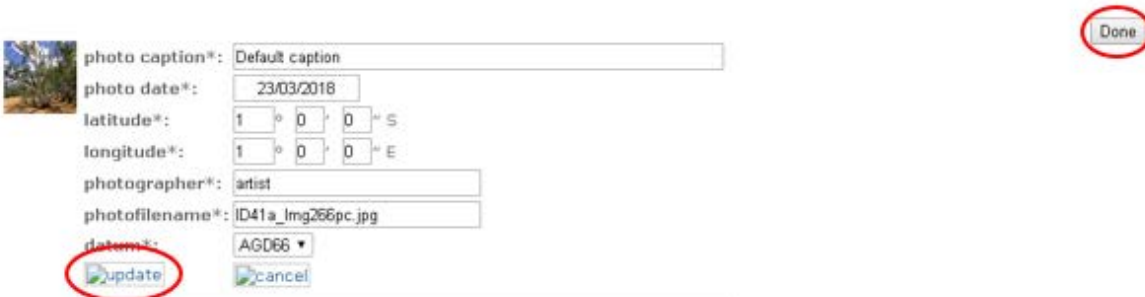 Done
photo caption*: Default caption
photo date*: 23/03/2018
latitude*: 1 ° 0 ' 0 " S
longitude*: 1 ° 0 ' 0 " E
photographer*: artist
photofilename*: ID41a_Img266pc.jpg
datum*: AGD66
update cancel